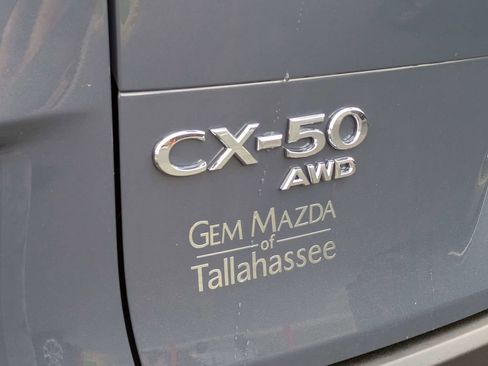 CX-50
AWD
GEM MAZDA
of
Tallahassee